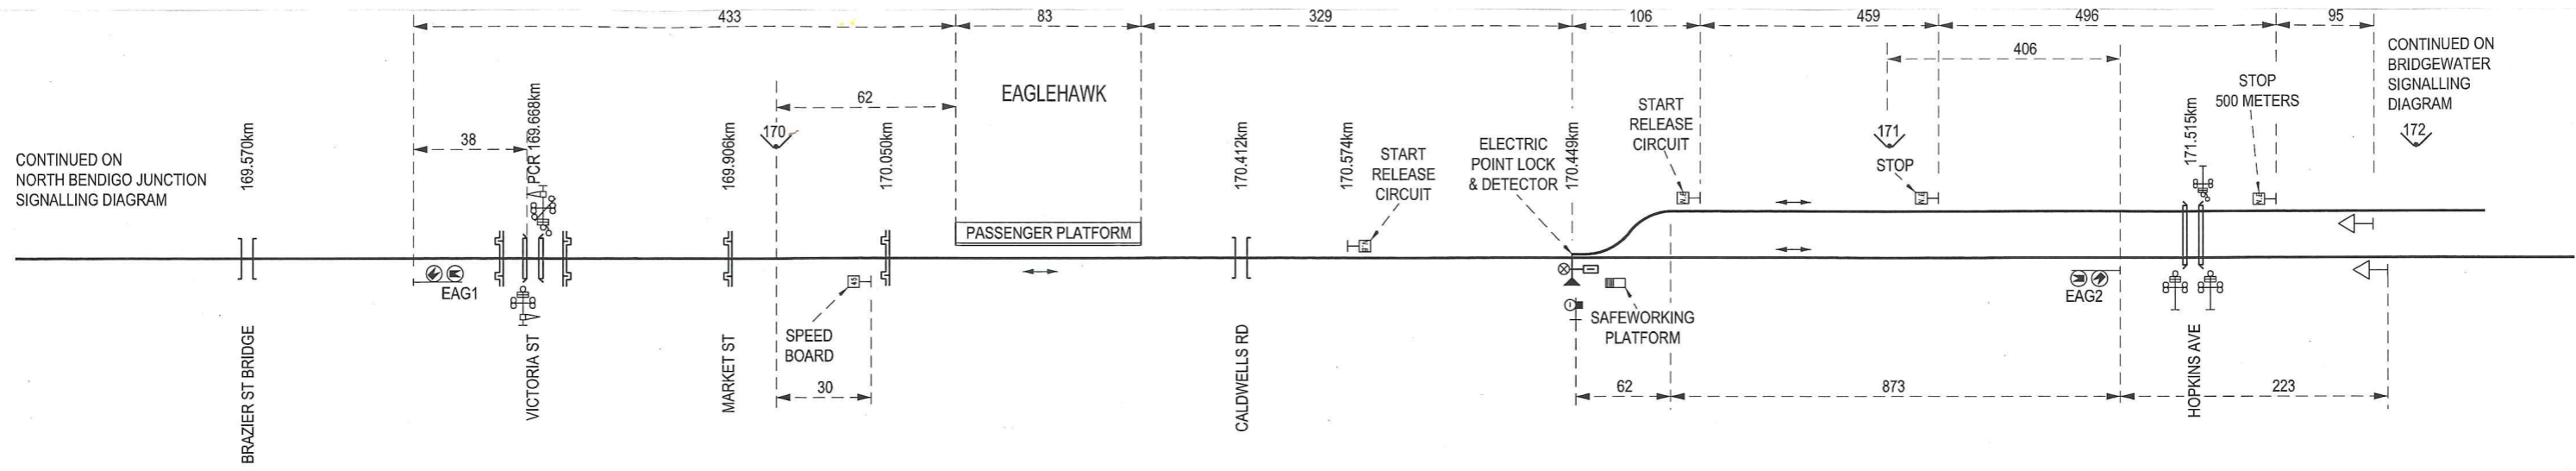 433
83
329
106
459
496
95
CONTINUED ON
BRIDGEWATER
SIGNALLING
DIAGRAM
172
406
STOP
500 METERS
EAGLEHAWK
62
START
RELEASE
CIRCUIT
170
171
STOP
38
PCR 169.668km
169.570km
169.906km
170.050km
170.412km
170.574km
170.449km
171.515km
CONTINUED ON
NORTH BENDIGO JUNCTION
SIGNALLING DIAGRAM
START
RELEASE
CIRCUIT
ELECTRIC
POINT LOCK
& DETECTOR
PASSENGER PLATFORM
45
EAG1
EAG2
SPEED
BOARD
SAFEWORKING
PLATFORM
30
62
873
223
BRAZIER ST BRIDGE
VICTORIA ST
MARKET ST
CALDWELLS RD
HOPKINS AVE